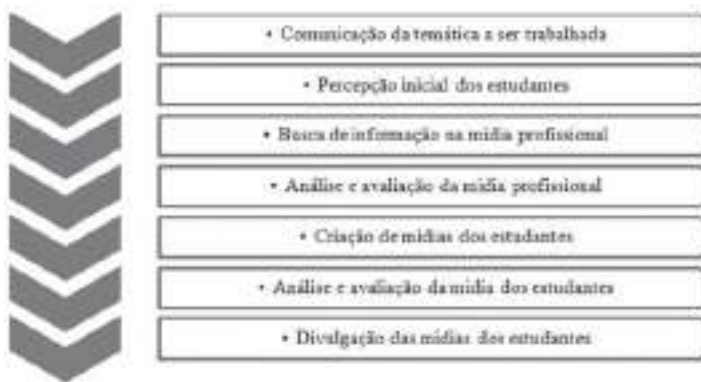 • Comunicação da temática a ser trabalhada
• Percepção inicial dos estudantes
• Busca de informação na mídia profissional
• Análise e avaliação da mídia profissional
• Criação de mídias dos estudantes
• Análise e avaliação da mídia dos estudantes
• Divulgação das mídias dos estudantes